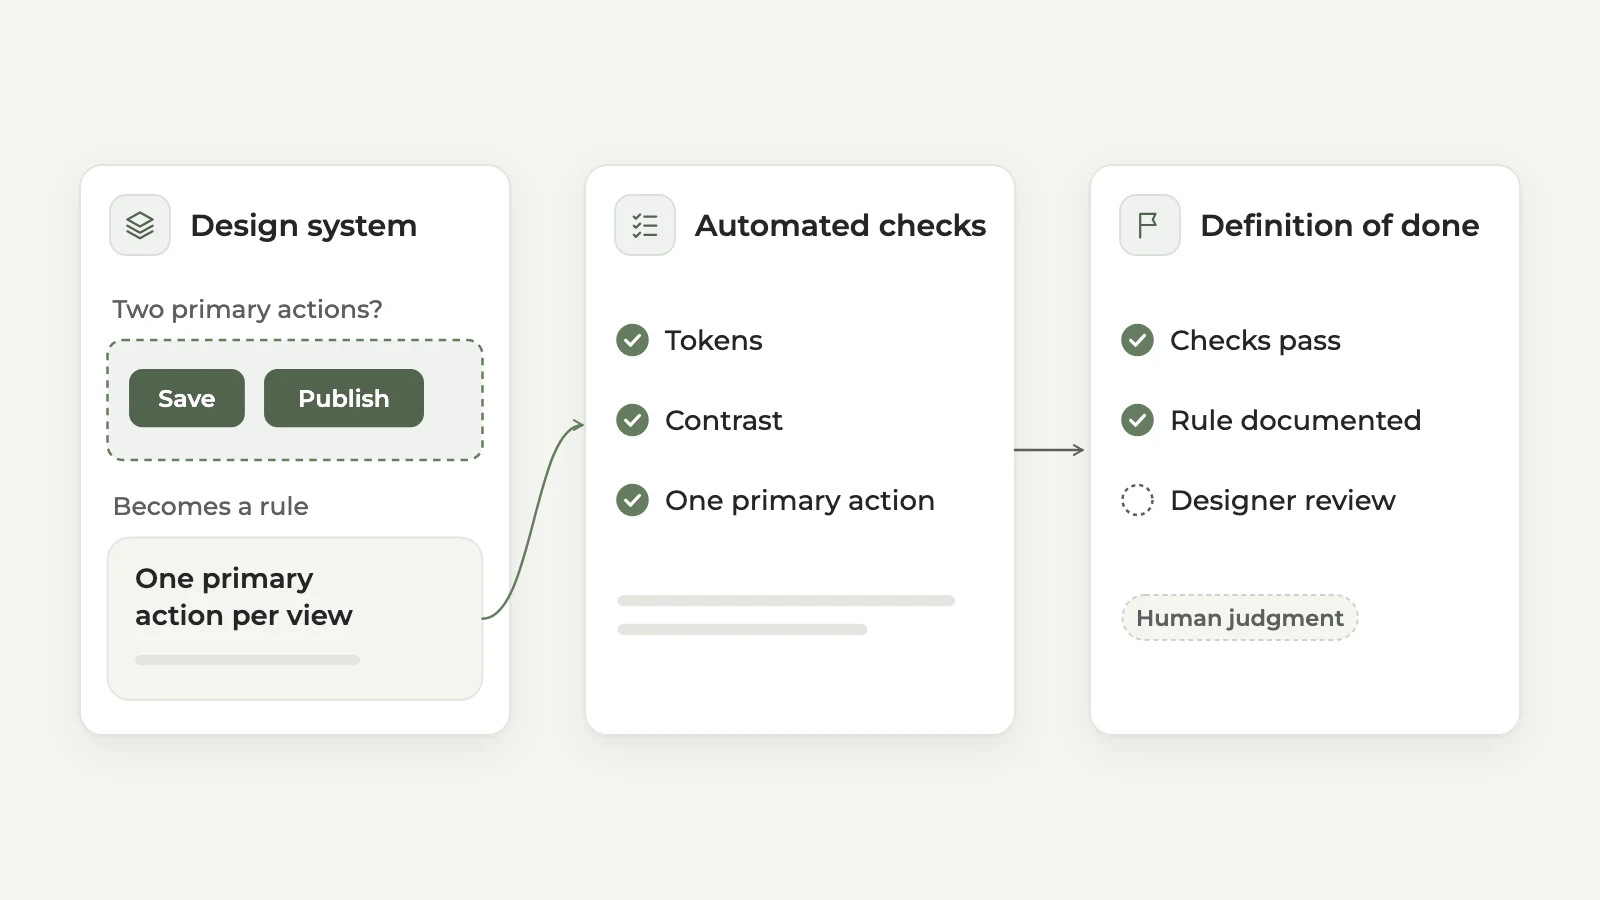 Design system
Two primary actions?
Save
Publish
Becomes a rule
One primary
action per view
Automated checks
Tokens
Contrast
One primary action
Definition of done
Checks pass
Rule documented
Designer review
Human judgment